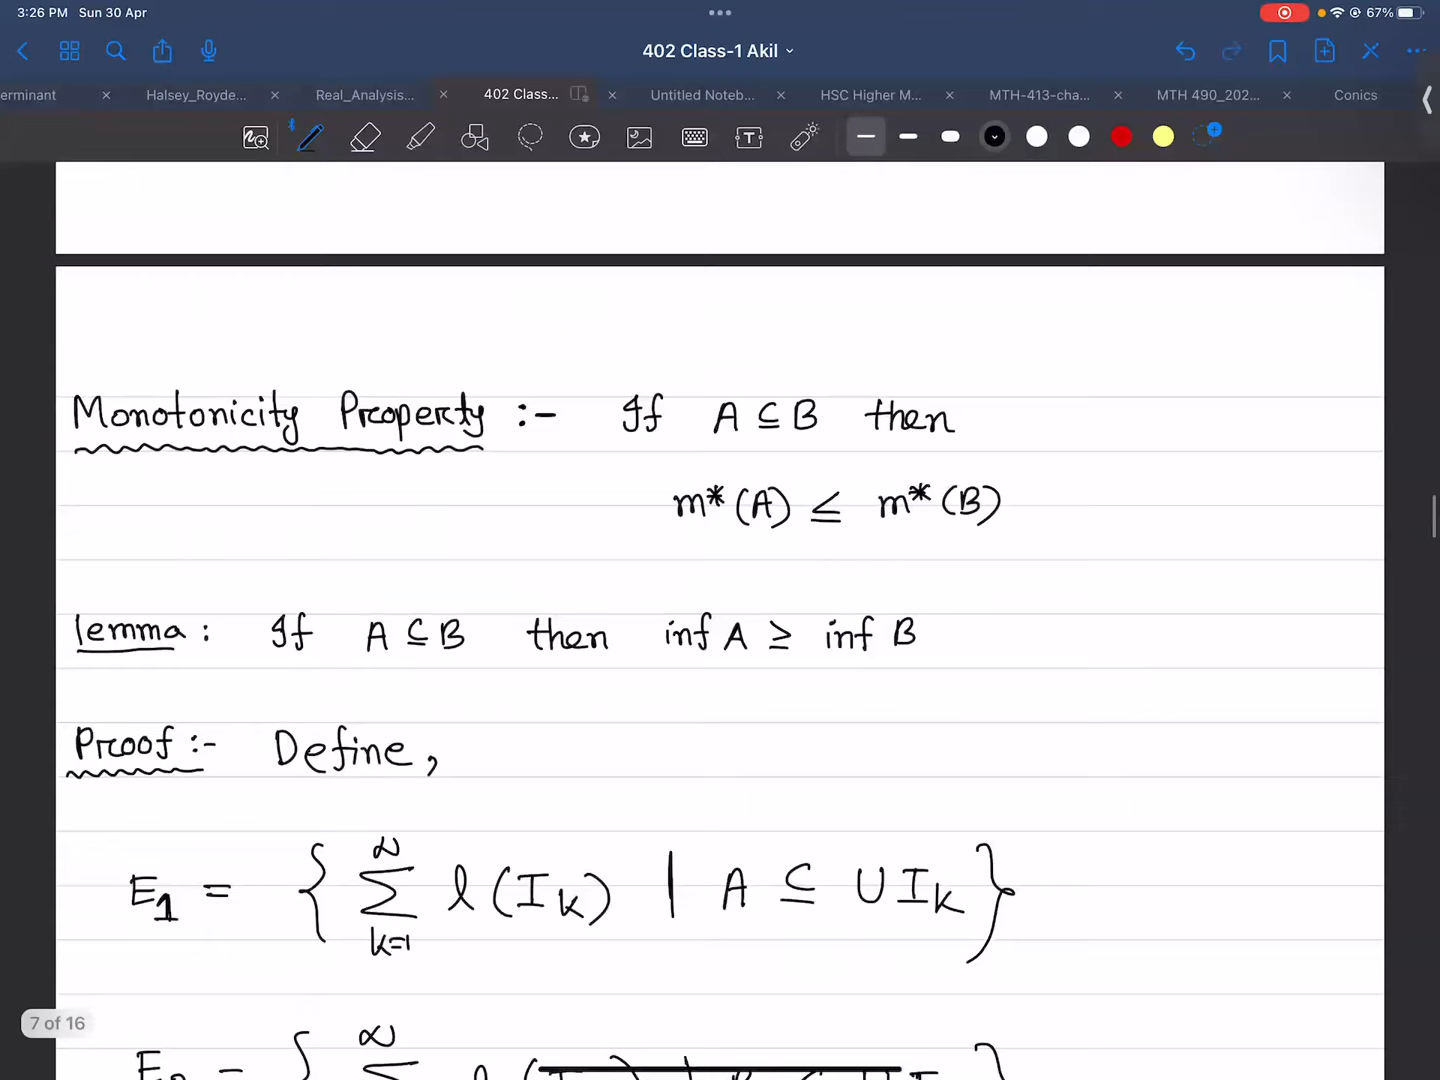 3:26 PM Sun 30 Apr
67%
402 Class-1 Akil
erminant
Halsey_Royde...
Real_Analysis...
402 Class...
Untitled Noteb...
HSC Higher M...
MTH-413-cha...
MTH 490_202...
Conics
Monotonicity Property :- If A ⊆ B then
m*(A) ≤ m*(B)
lemma : If A ⊆ B then inf A ≥ inf B
Proof :- Define,
∞
E1 = { ∑ l (Ik) | A ⊆ ∪ Ik }
k=1
7 of 16
∞